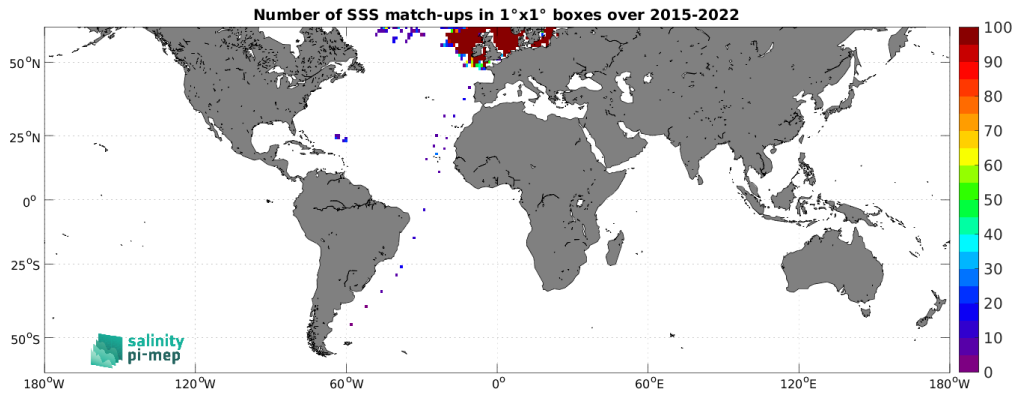 Number of SSS match-ups in 1°x1° boxes over 2015-2022
100
90
80
70
60
50
40
30
20
10
0
50°N
25°N
0°
25°S
50°S
salinity
pi-mep
180°W 120°W 60°W 0° 60°E 120°E 180°W